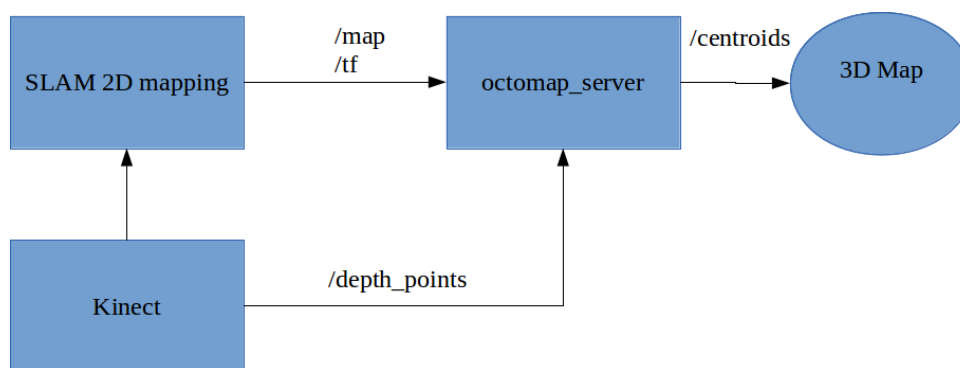 /map
/tf
/centroids
SLAM 2D mapping
octomap_server
3D Map
/depth_points
Kinect